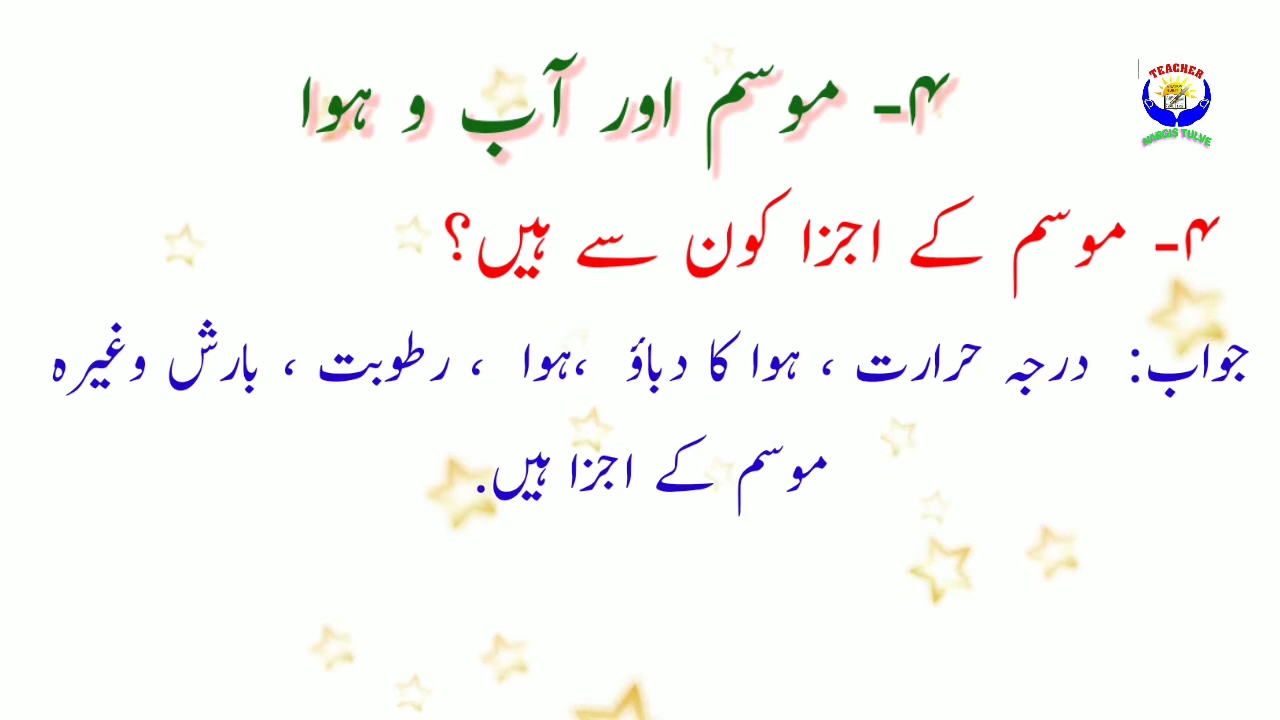 ۴- موسم اور آب و ہوا
TEACHER
NARGIS TULVE
۴- موسم کے اجزا کون سے ہیں؟
جواب: درجہ حرارت ، ہوا کا دباؤ ،ہوا ، رطوبت ، بارش وغیرہ
موسم کے اجزا ہیں.